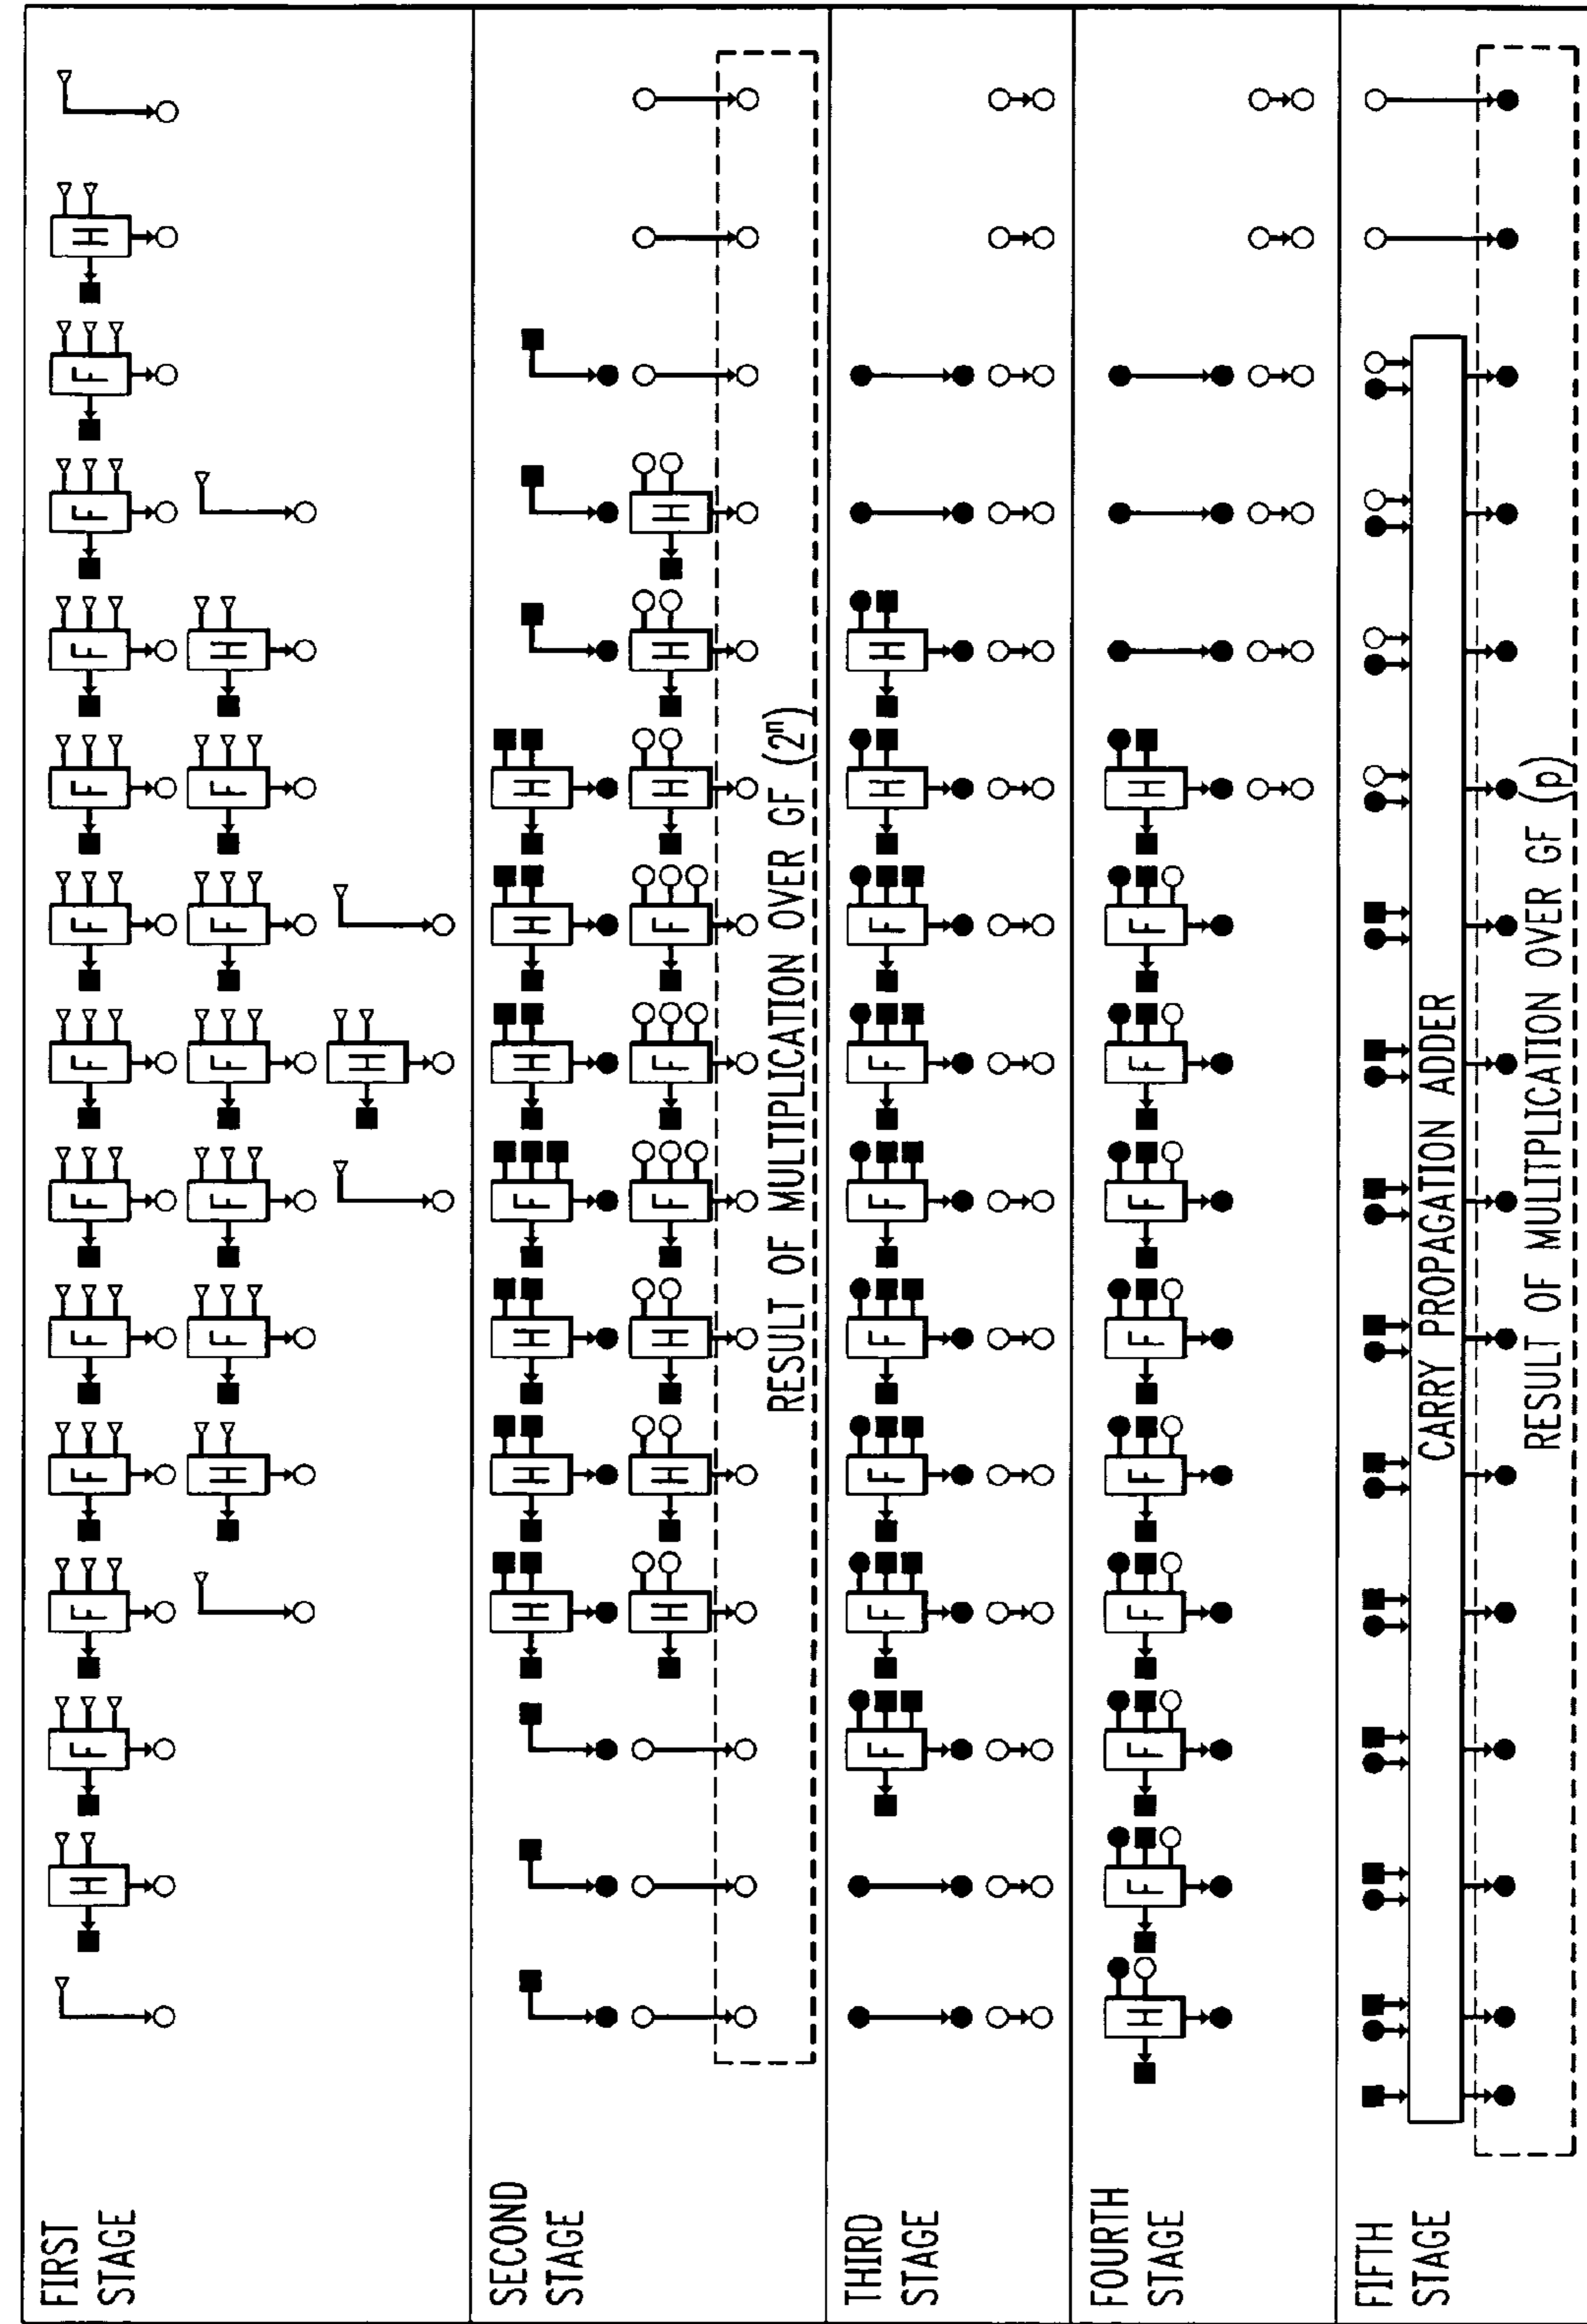 FIRST
STAGE
H F F F F F F F F F F F H
H F F F F F H
H
SECOND
STAGE
H H H F H H H
H H H F F F H H H
RESULT OF MULTIPLICATION OVER GF (2ⁿ)
THIRD
STAGE
F F F F F F F H H
FOURTH
STAGE
H F F F F F F F F H
FIFTH
STAGE
CARRY PROPAGATION ADDER
RESULT OF MULITPLICATION OVER GF (p)